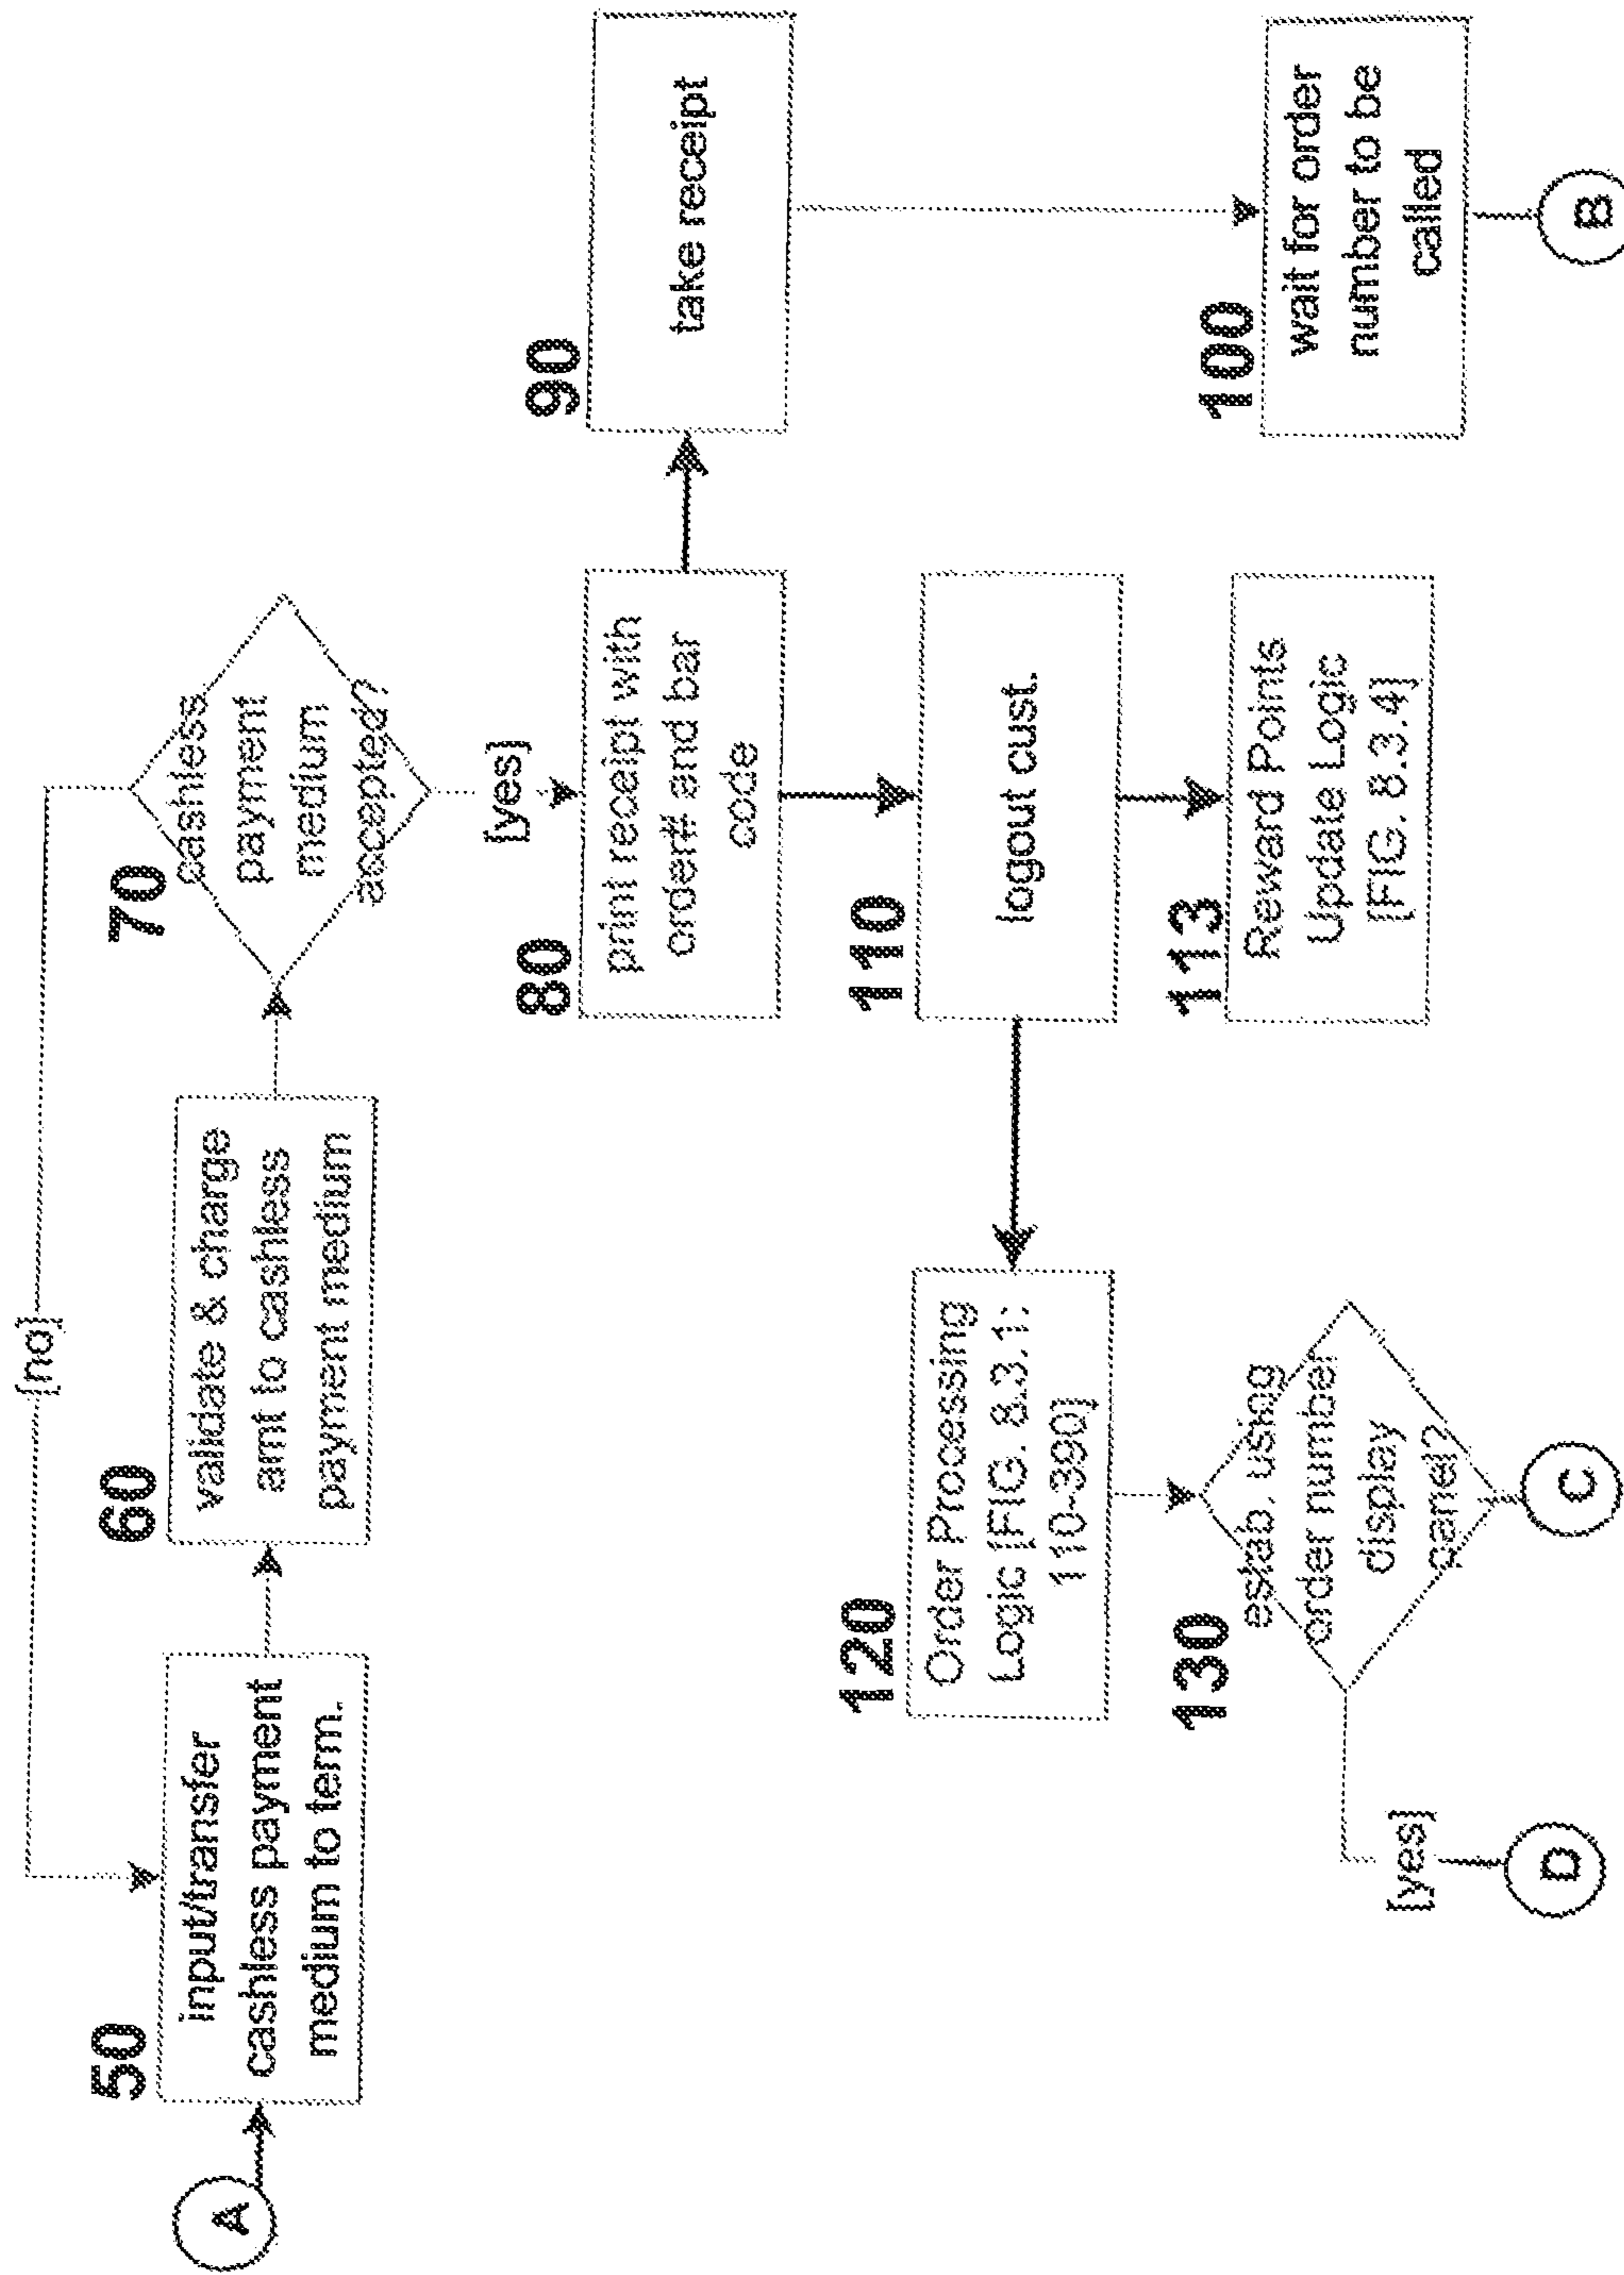 [no]
A
50
input/transfer
cashless payment
medium to term.
60
validate & charge
amt to cashless
payment medium
70
cashless
payment
medium
accepted?
[yes]
80
print receipt with
order# and bar
code
90
take receipt
110
logout cust.
120
Order Processing
Logic [FIG. 8.3.1:
110-390]
100
wait for order
number to be
called
113
Reward Points
Update Logic
[FIG. 8.3.4]
130
estab. using
order number
display
panel?
[yes]
D
C
B